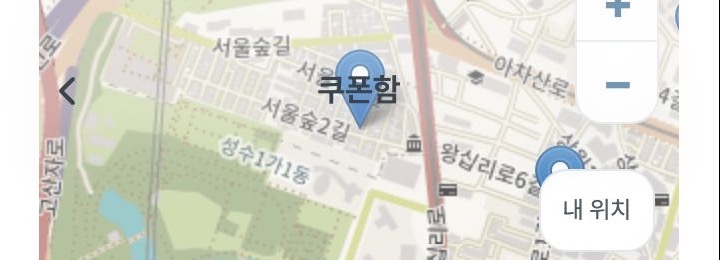 서울숲길
아차산로
쿠폰함
서울숲2길
성수1가1동
왕십리로6길
고산자로
내 위치